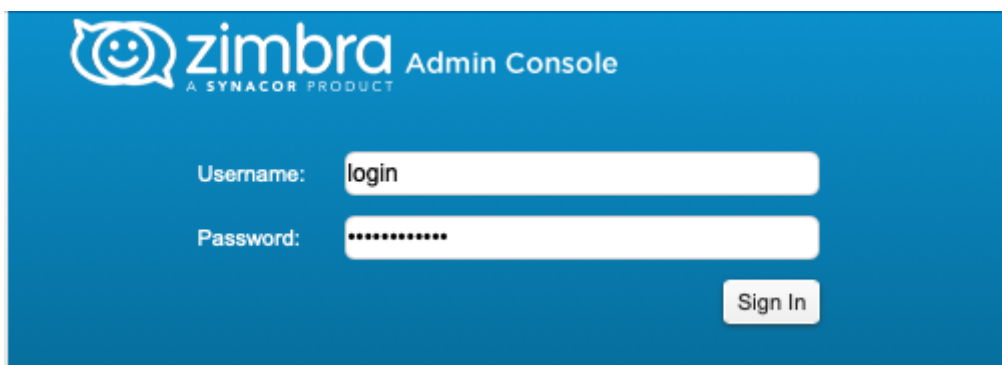 zimbra Admin Console
A SYNACOR PRODUCT
Username: login
Password: ••••••••••••
Sign In